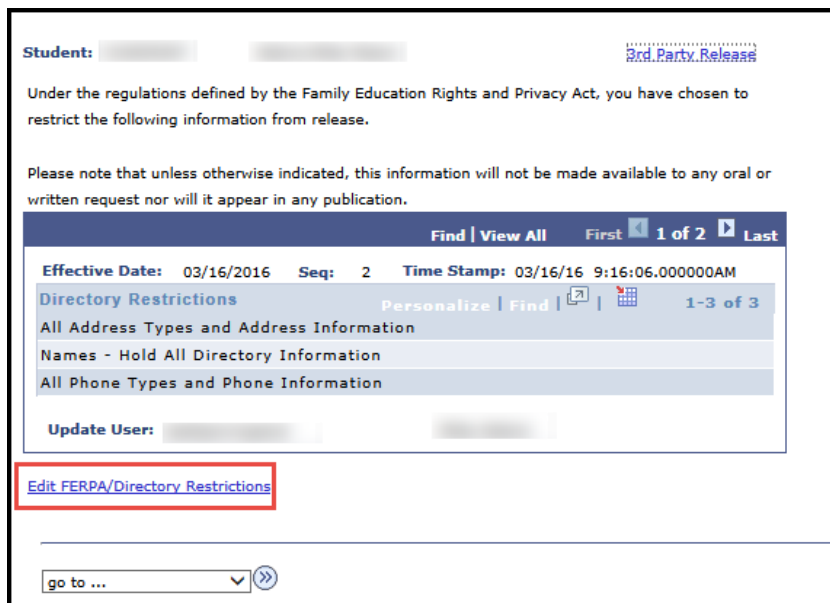 Student: 3rd Party Release
Under the regulations defined by the Family Education Rights and Privacy Act, you have chosen to
restrict the following information from release.
Please note that unless otherwise indicated, this information will not be made available to any oral or
written request nor will it appear in any publication.
Find | View All First 1 of 2 Last
Effective Date: 03/16/2016 Seq: 2 Time Stamp: 03/16/16 9:16:06.000000AM
Directory Restrictions Personalize | Find | | 1-3 of 3
All Address Types and Address Information
Names - Hold All Directory Information
All Phone Types and Phone Information
Update User:
Edit FERPA/Directory Restrictions
go to ...